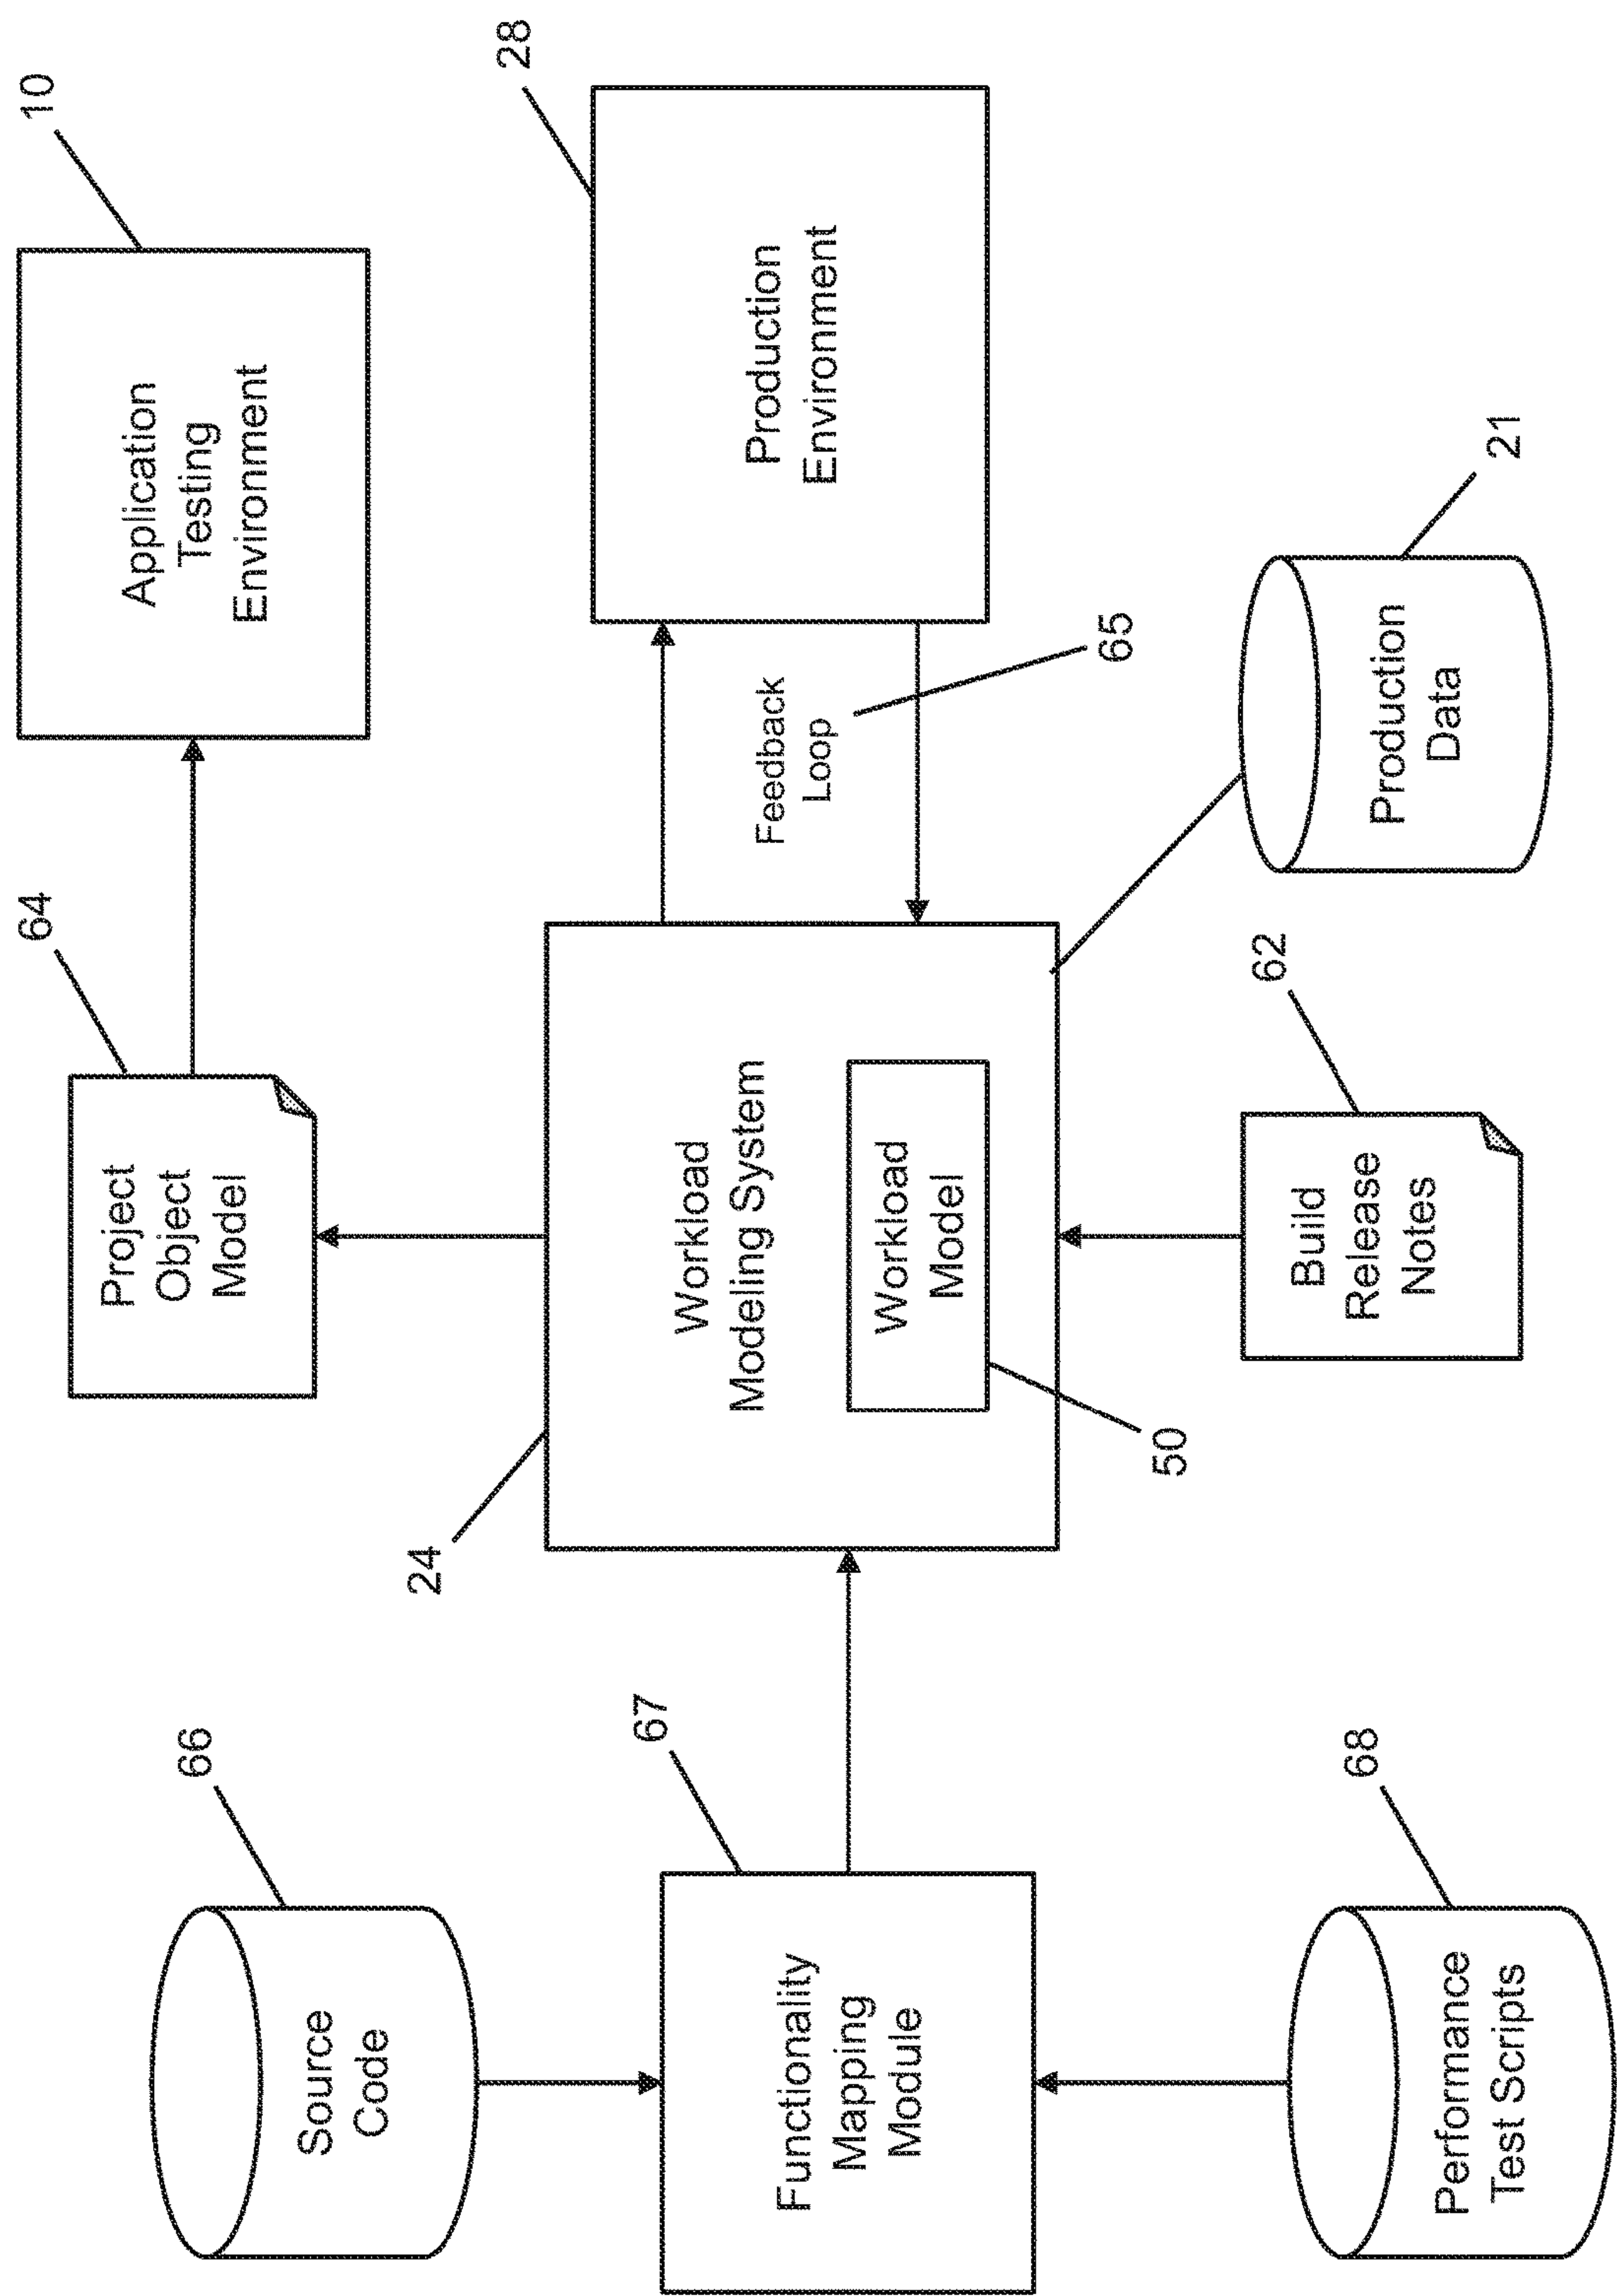 66
Source
Code
67
Functionality
Mapping
Module
68
Performance
Test Scripts
64
Project
Object
Model
24
Workload
Modeling System
Workload
Model
50
62
Build
Release
Notes
10
Application
Testing
Environment
28
Production
Environment
Feedback
Loop
65
21
Production
Data